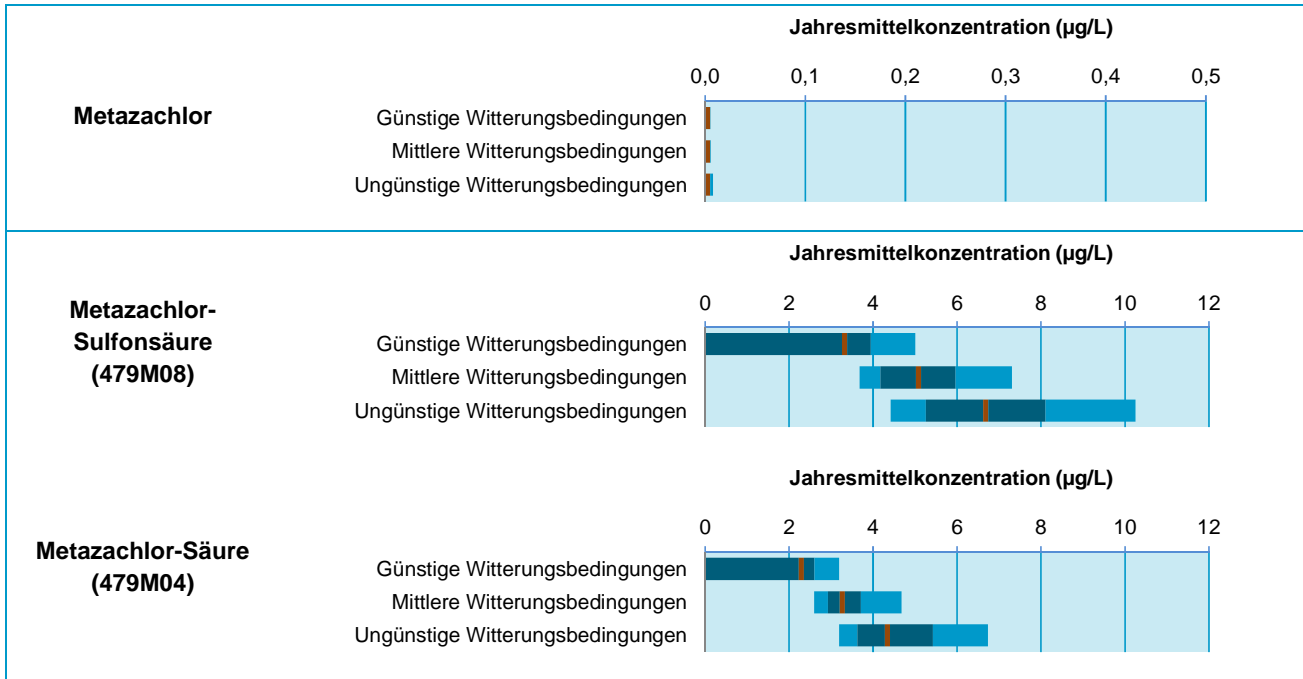 Jahresmittelkonzentration (µg/L)
0,0 0,1 0,2 0,3 0,4 0,5
Metazachlor
Günstige Witterungsbedingungen
Mittlere Witterungsbedingungen
Ungünstige Witterungsbedingungen
Jahresmittelkonzentration (µg/L)
0 2 4 6 8 10 12
Metazachlor-
Sulfonsäure
(479M08)
Günstige Witterungsbedingungen
Mittlere Witterungsbedingungen
Ungünstige Witterungsbedingungen
Jahresmittelkonzentration (µg/L)
0 2 4 6 8 10 12
Metazachlor-Säure
(479M04)
Günstige Witterungsbedingungen
Mittlere Witterungsbedingungen
Ungünstige Witterungsbedingungen